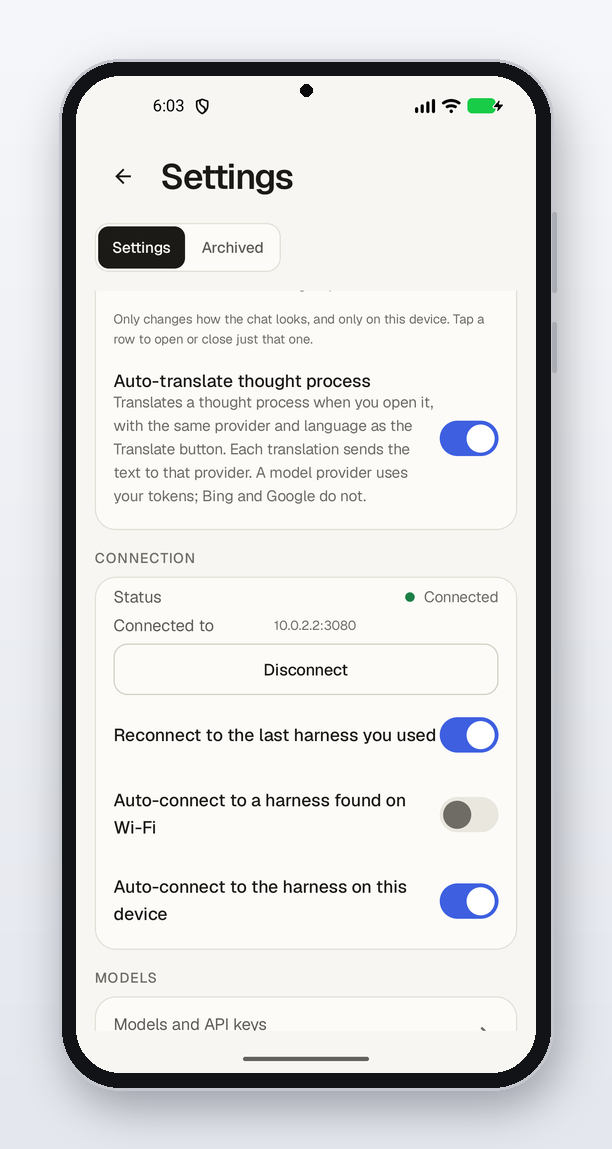 6:03
Settings
Settings
Archived
Only changes how the chat looks, and only on this device. Tap a
row to open or close just that one.
Auto-translate thought process
Translates a thought process when you open it,
with the same provider and language as the
Translate button. Each translation sends the
text to that provider. A model provider uses
your tokens; Bing and Google do not.
CONNECTION
Status
Connected
Connected to
10.0.2.2:3080
Disconnect
Reconnect to the last harness you used
Auto-connect to a harness found on
Wi-Fi
Auto-connect to the harness on this
device
MODELS
Models and API keys